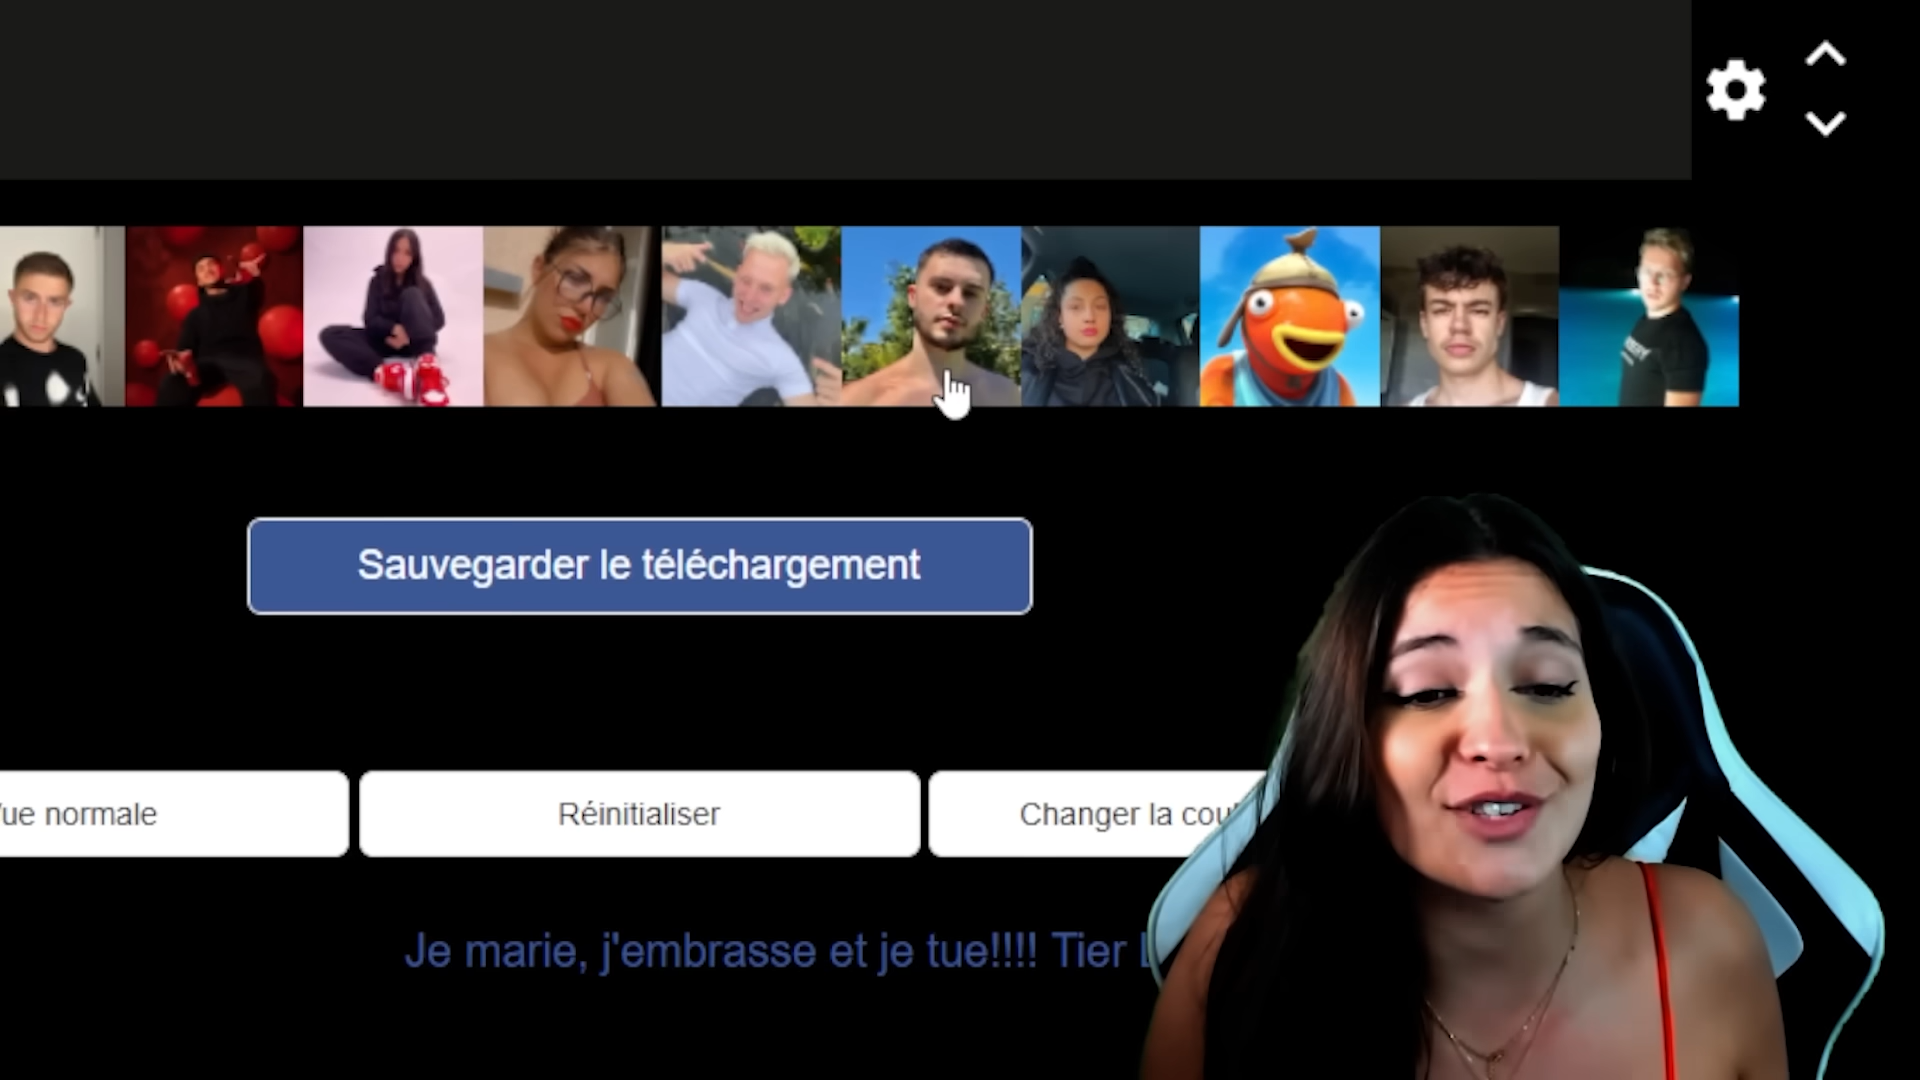 Sauvegarder le téléchargement
ue normale
Réinitialiser
Changer la cou
Je marie, j'embrasse et je tue!!!! Tier